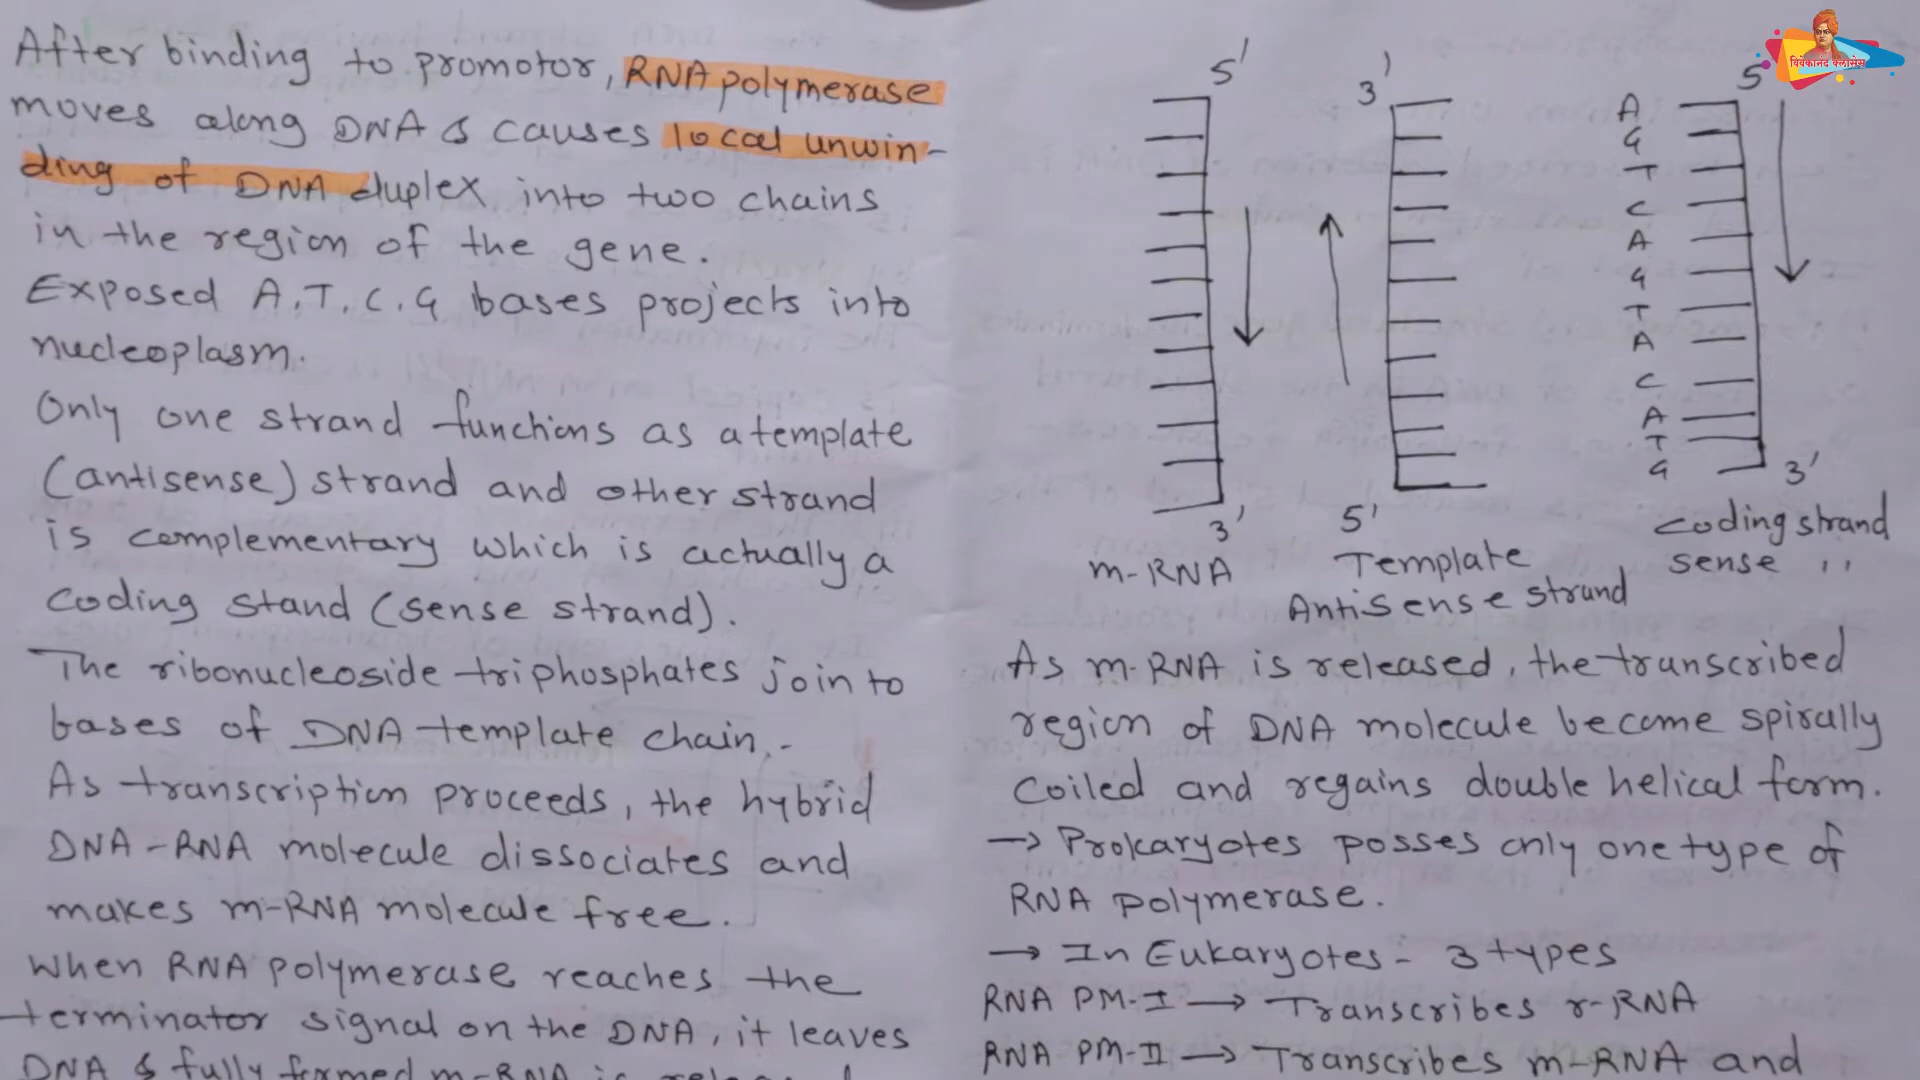 After binding to promotor, RNA polymerase
moves along DNA & causes local unwin-
ding of DNA duplex into two chains
in the region of the gene.
Exposed A.T.C.G bases projects into
nucleoplasm.
Only one strand functions as a template
(antisense) strand and other strand
is complementary which is actually a
coding stand (sense strand).
The ribonucleoside triphosphates join to
bases of DNA template chain.-
As transcription proceeds, the hybrid
DNA-RNA molecule dissociates and
makes m-RNA molecule free.
When RNA polymerase reaches the
terminator signal on the DNA, it leaves
DNA & fully formed m-RNA is released
5'
3'
m-RNA
3'
5'
Template
Antisense strand
5'
A
G
T
C
A
G
T
A
C
A
T
G
3'
coding strand
sense ,,
As m-RNA is released, the transcribed
region of DNA molecule become spirally
coiled and regains double helical form.
→ Prokaryotes posses only one type of
RNA polymerase.
→ In Eukaryotes - 3 types
RNA PM-I → Transcribes r-RNA
RNA PM-II → Transcribes m-RNA and
विवेकानंद क्लासेस